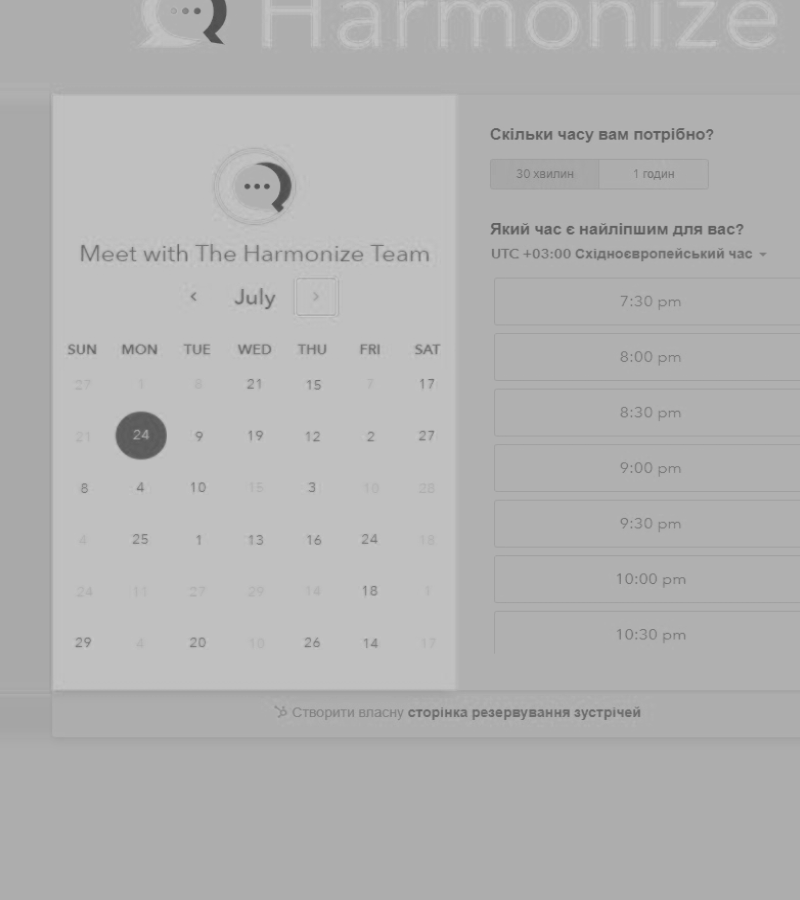 Harmonize
Meet with The Harmonize Team
July
SUN MON TUE WED THU FRI SAT
27 1 8 21 15 7 17
21 24 9 19 12 2 27
8 4 10 15 3 10 28
4 25 1 13 16 24 18
24 11 27 29 14 18 1
29 4 20 10 26 14 17
Скільки часу вам потрібно?
30 хвилин 1 годин
Який час є найліпшим для вас?
UTC +03:00 Східноєвропейський час
7:30 pm
8:00 pm
8:30 pm
9:00 pm
9:30 pm
10:00 pm
10:30 pm
Створити власну сторінка резервування зустрічей